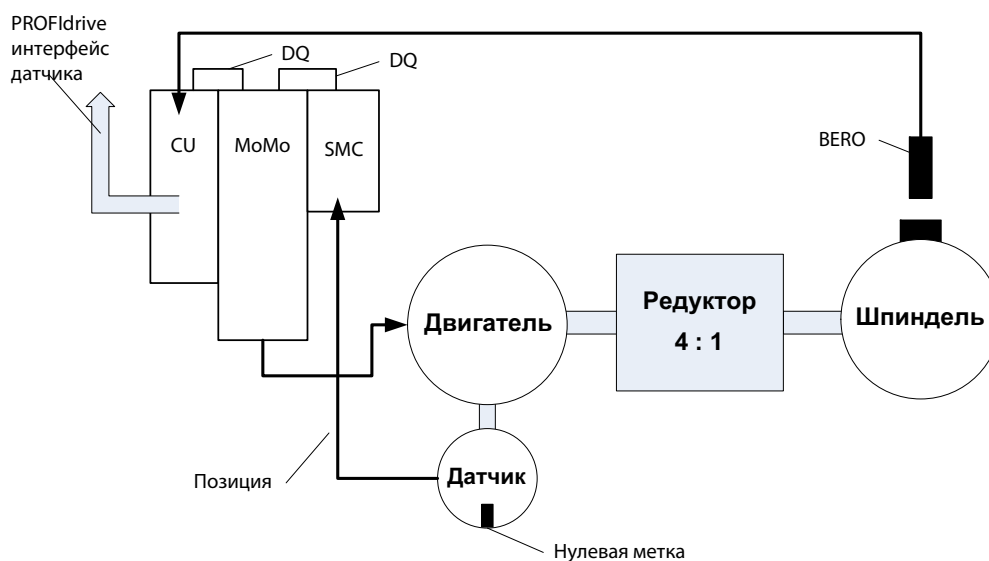 PROFIdrive
интерфейс
датчика
DQ
DQ
CU
MoMo
SMC
BERO
Двигатель
Редуктор
4 : 1
Шпиндель
Позиция
Датчик
Нулевая метка